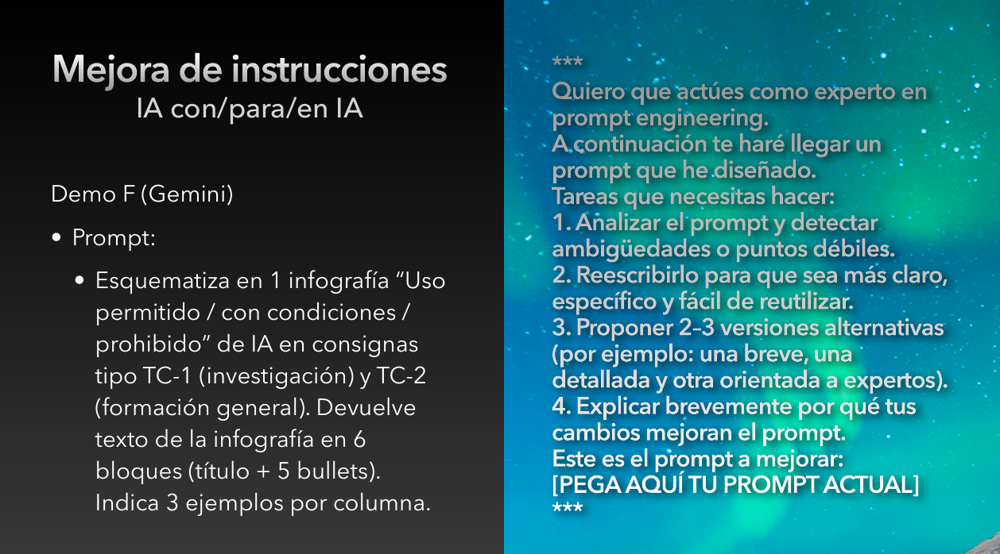 Mejora de instrucciones
IA con/para/en IA
Demo F (Gemini)
• Prompt:
• Esquematiza en 1 infografía “Uso
permitido / con condiciones /
prohibido” de IA en consignas
tipo TC-1 (investigación) y TC-2
(formación general). Devuelve
texto de la infografía en 6
bloques (título + 5 bullets).
Indica 3 ejemplos por columna.
***
Quiero que actúes como experto en
prompt engineering.
A continuación te haré llegar un
prompt que he diseñado.
Tareas que necesitas hacer:
1. Analizar el prompt y detectar
ambigüedades o puntos débiles.
2. Reescribirlo para que sea más claro,
específico y fácil de reutilizar.
3. Proponer 2–3 versiones alternativas
(por ejemplo: una breve, una
detallada y otra orientada a expertos).
4. Explicar brevemente por qué tus
cambios mejoran el prompt.
Este es el prompt a mejorar:
[PEGA AQUÍ TU PROMPT ACTUAL]
***